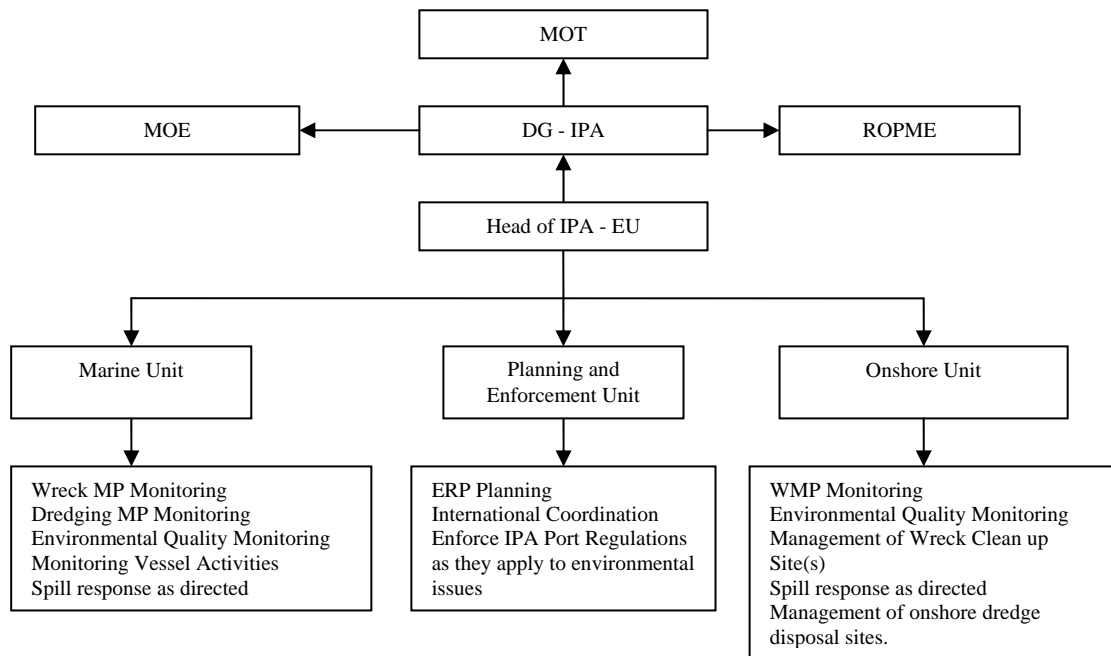 MOT
MOE
DG - IPA
ROPME
Head of IPA - EU
Marine Unit
Planning and
Enforcement Unit
Onshore Unit
Wreck MP Monitoring
Dredging MP Monitoring
Environmental Quality Monitoring
Monitoring Vessel Activities
Spill response as directed
ERP Planning
International Coordination
Enforce IPA Port Regulations
as they apply to environmental
issues
WMP Monitoring
Environmental Quality Monitoring
Management of Wreck Clean up
Site(s)
Spill response as directed
Management of onshore dredge
disposal sites.